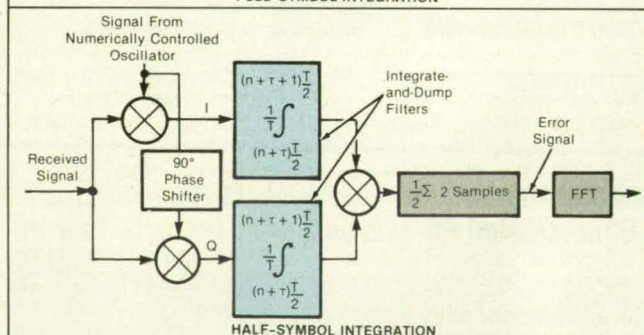 Signal From
Numerically Controlled
Oscillator
(n + τ + 1) T/2
1/T ∫
(n + τ) T/2
Integrate-
and-Dump
Filters
I
Received
Signal
90°
Phase
Shifter
Error
Signal
1/2 Σ 2 Samples
FFT
(n + τ + 1) T/2
1/T ∫
(n + τ) T/2
Q
HALF-SYMBOL INTEGRATION